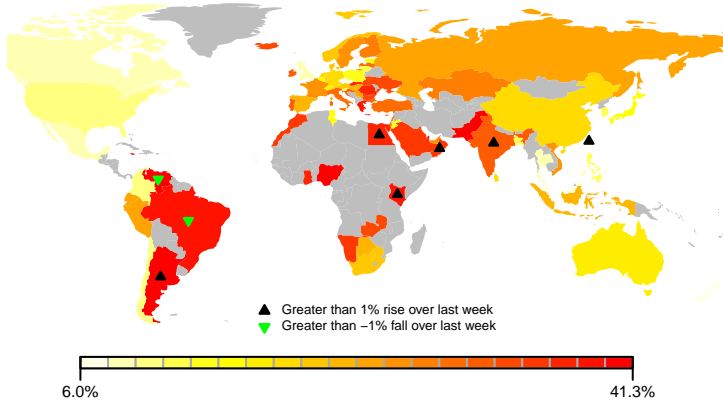 Greater than 1% rise over last week
Greater than −1% fall over last week
6.0%
41.3%